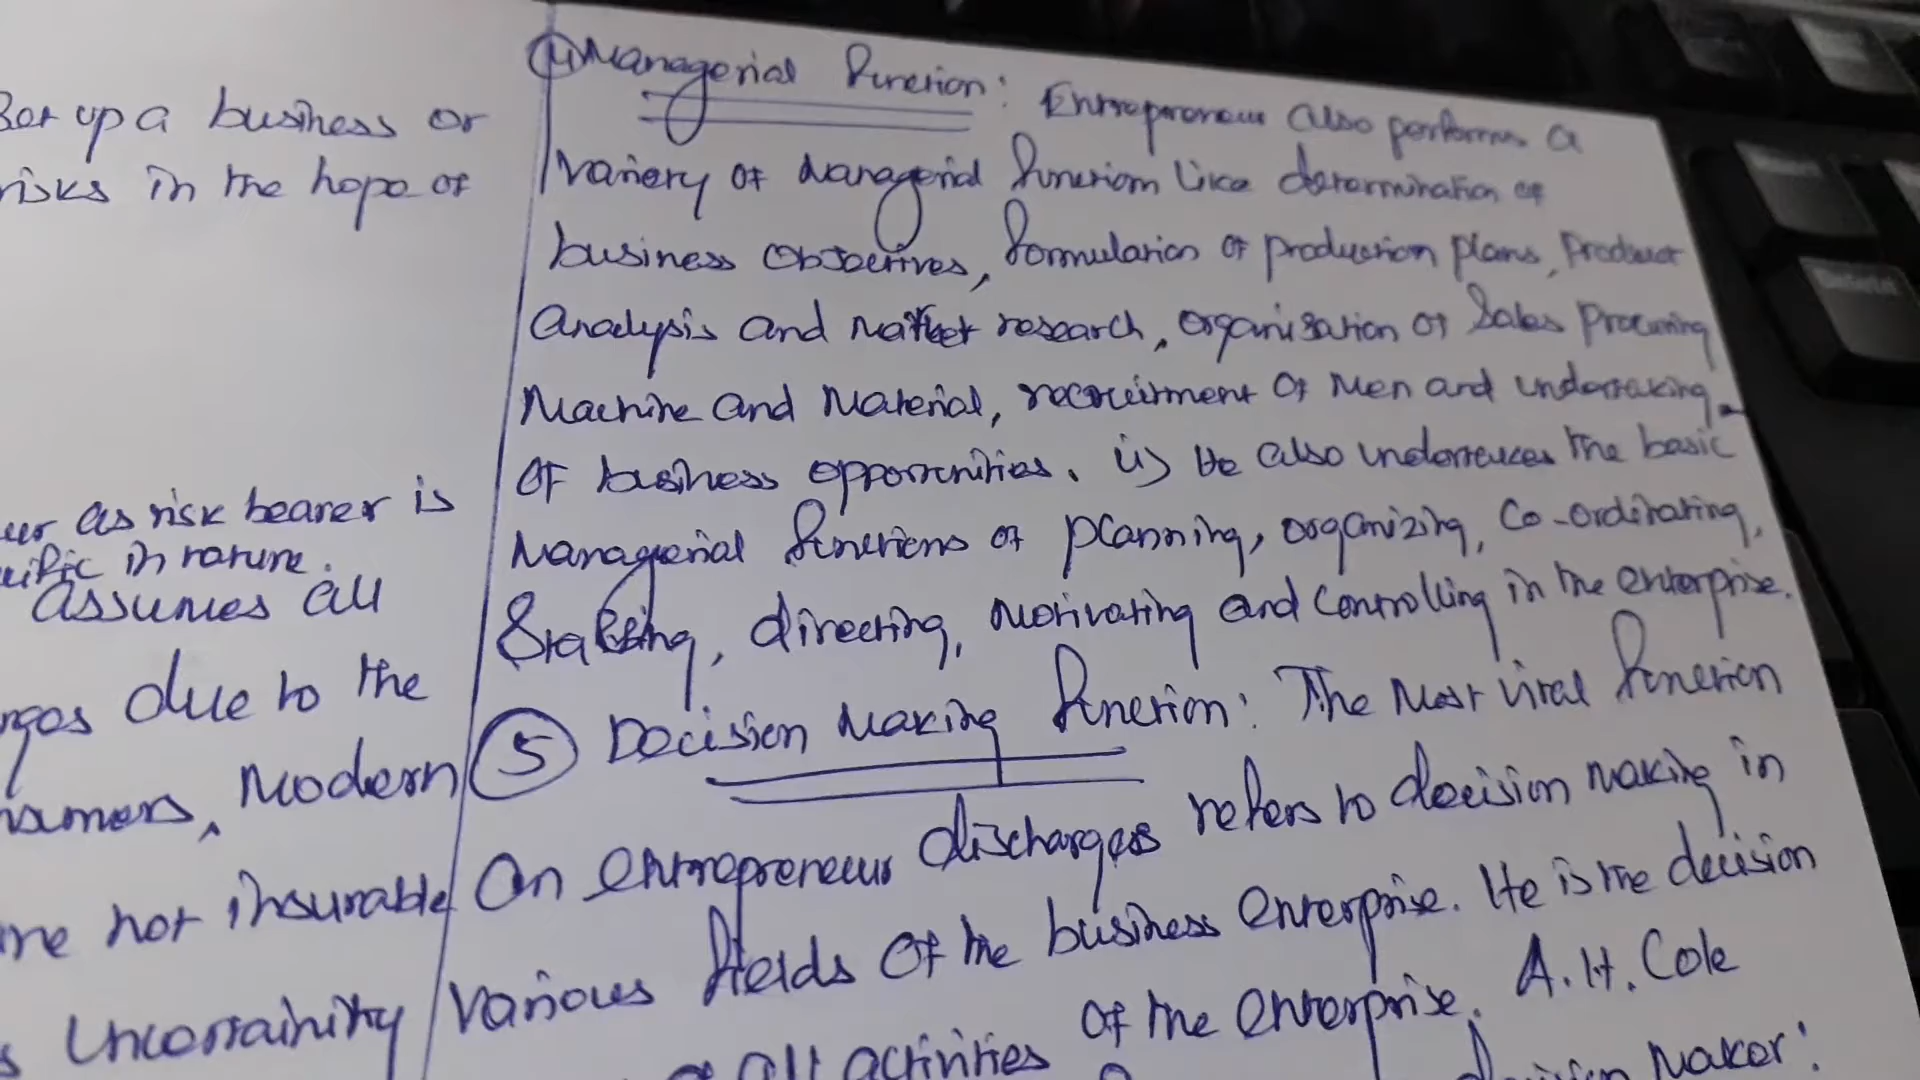 Set up a business or
risks in the hope of
as risk bearer is
in nature.
assumes all
due to the
Modern
not insurable
Uncertainity
④ Managerial Function: Entrepreneur also performs a
Variety of Managerial function like determination of
business Objectives, formulation of production plans, Product
Analysis and Market research, organisation of Sales Procuring
Machine and Material, recruitment of Men and undertaking
of business opportunities. ii) He also undertakes the basic
Managerial functions of planning, organizing, Co-ordinating,
Staffing, directing, motivating and Controlling in the enterprise.
⑤ Decision Making Function: The Most Vital function
an entrepreneur discharges refers to decision making in
Various fields of the business enterprise. He is the decision
all activities of the enterprise. A.H. Cole
Maker: